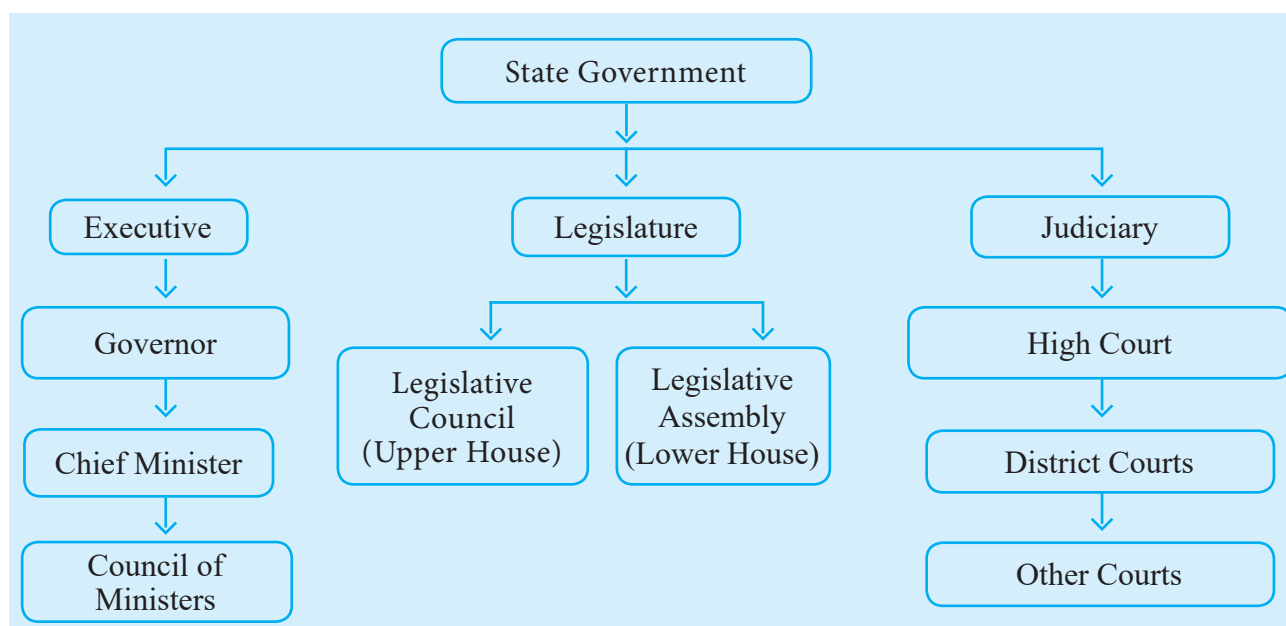 State Government
Executive
Legislature
Judiciary
Governor
High Court
Legislative
Council
(Upper House)
Legislative
Assembly
(Lower House)
Chief Minister
District Courts
Council of
Ministers
Other Courts